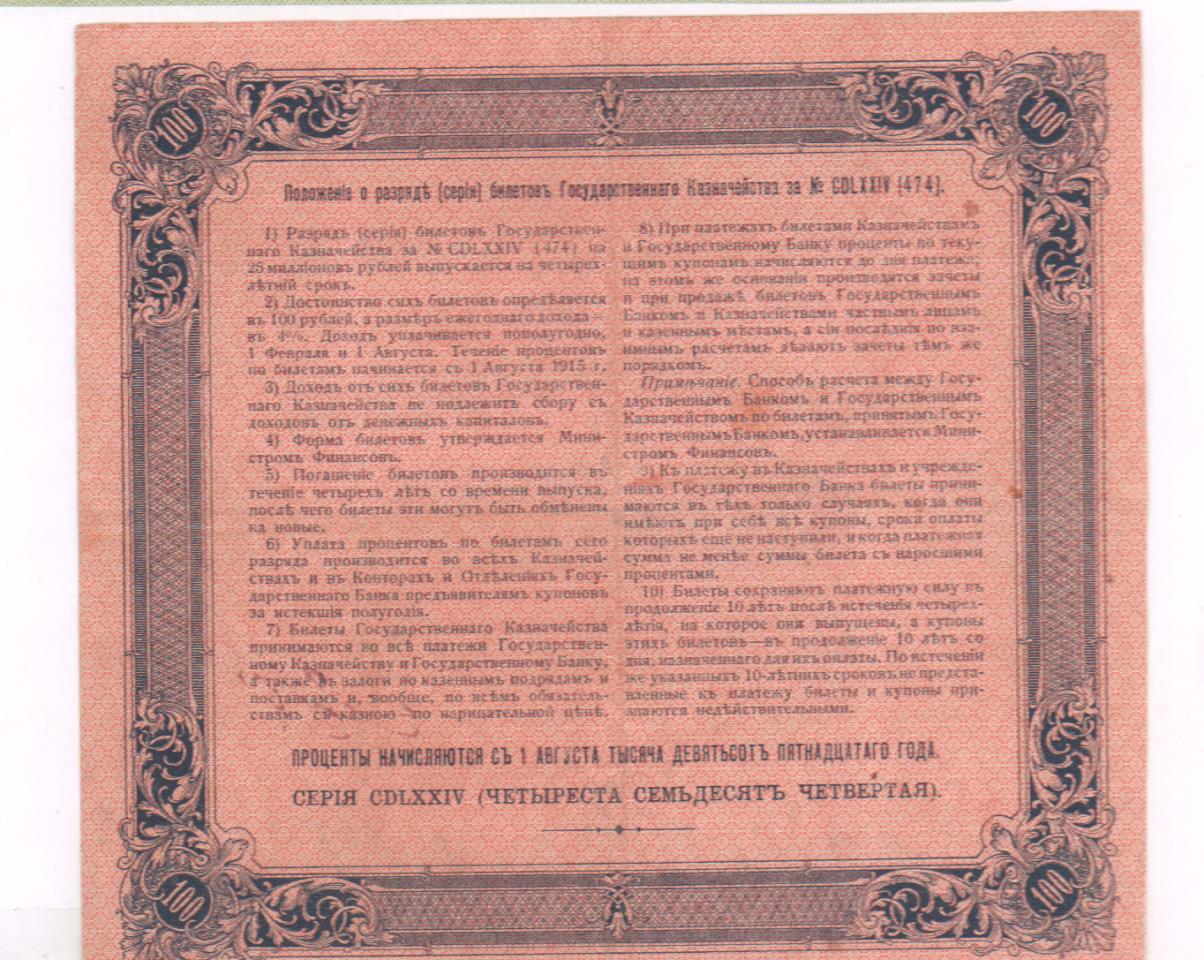 100
100
Положеніе о разрядѣ (серіи) билетовъ Государственнаго Казначейства за № CDLXXIV (474).
1) Разрядъ (серія) билетовъ Государствен-
наго Казначейства за № CDLXXIV (474) на
25 милліоновъ рублей выпускается на четырех-
лѣтній срокъ.
2) Достоинство сихъ билетовъ опредѣляется
въ 100 рублей, а размѣръ ежегоднаго дохода—
въ 4%. Доходъ уплачивается пополугодно,
1 Февраля и 1 Августа. Теченіе процентовъ
по билетамъ начинается съ 1 Августа 1915 г.
3) Доходъ отъ сихъ билетовъ Государствен-
наго Казначейства не подлежитъ сбору съ
доходовъ отъ денежныхъ капиталовъ.
4) Форма билетовъ утверждается Мини-
стромъ Финансовъ.
5) Погашеніе билетовъ производится въ
теченіе четырехъ лѣтъ со времени выпуска,
послѣ чего билеты эти могутъ быть обмѣнены
на новые.
6) Уплата процентовъ по билетамъ сего
разряда производится во всѣхъ Казначей-
ствахъ и въ Конторахъ и Отдѣленіяхъ Госу-
дарственнаго Банка предъявителямъ купоновъ
за истекшія полугодія.
7) Билеты Государственнаго Казначейства
принимаются во всѣ платежи Государствен-
ному Казначейству и Государственному Банку,
а также въ залоги по казеннымъ подрядамъ и
поставкамъ и, вообще, по всѣмъ обязатель-
ствамъ съ казною—по нарицательной цѣнѣ.
8) При платежахъ билетами Казначействамъ
и Государственному Банку проценты по теку-
щимъ купонамъ начисляются до дня платежа;
на этомъ же основаніи производятся зачеты
и при продажѣ билетовъ Государственнымъ
Банкомъ и Казначействами частнымъ лицамъ
и казеннымъ мѣстамъ, а сіи послѣднія по вза-
имнымъ расчетамъ дѣлаютъ зачеты тѣмъ же
порядкомъ.
Примѣчаніе. Способъ расчета между Госу-
дарственнымъ Банкомъ и Государственнымъ
Казначействомъ по билетамъ, принятымъ Госу-
дарственнымъ Банкомъ, устанавливается Мини-
стромъ Финансовъ.
9) Къ платежу въ Казначействахъ и учрежде-
ніяхъ Государственнаго Банка билеты прини-
маются въ тѣхъ только случаяхъ, когда они
имѣютъ при себѣ всѣ купоны, сроки оплаты
которыхъ еще не наступили, и когда платежная
сумма не менѣе суммы билета съ наросшими
процентами.
10) Билеты сохраняютъ платежную силу въ
продолженіе 10 лѣтъ послѣ истеченія четырех-
лѣтія, на которое они выпущены, а купоны
этихъ билетовъ—въ продолженіе 10 лѣтъ со
дня, назначеннаго для ихъ оплаты. По истеченіи
же указанныхъ 10-лѣтнихъ сроковъ не предста-
вленные къ платежу билеты и купоны при-
знаются недѣйствительными.
ПРОЦЕНТЫ НАЧИСЛЯЮТСЯ СЪ 1 АВГУСТА ТЫСЯЧА ДЕВЯТЬСОТЪ ПЯТНАДЦАТАГО ГОДА.
СЕРІЯ CDLXXIV (ЧЕТЫРЕСТА СЕМЬДЕСЯТЪ ЧЕТВЕРТАЯ).
100
100